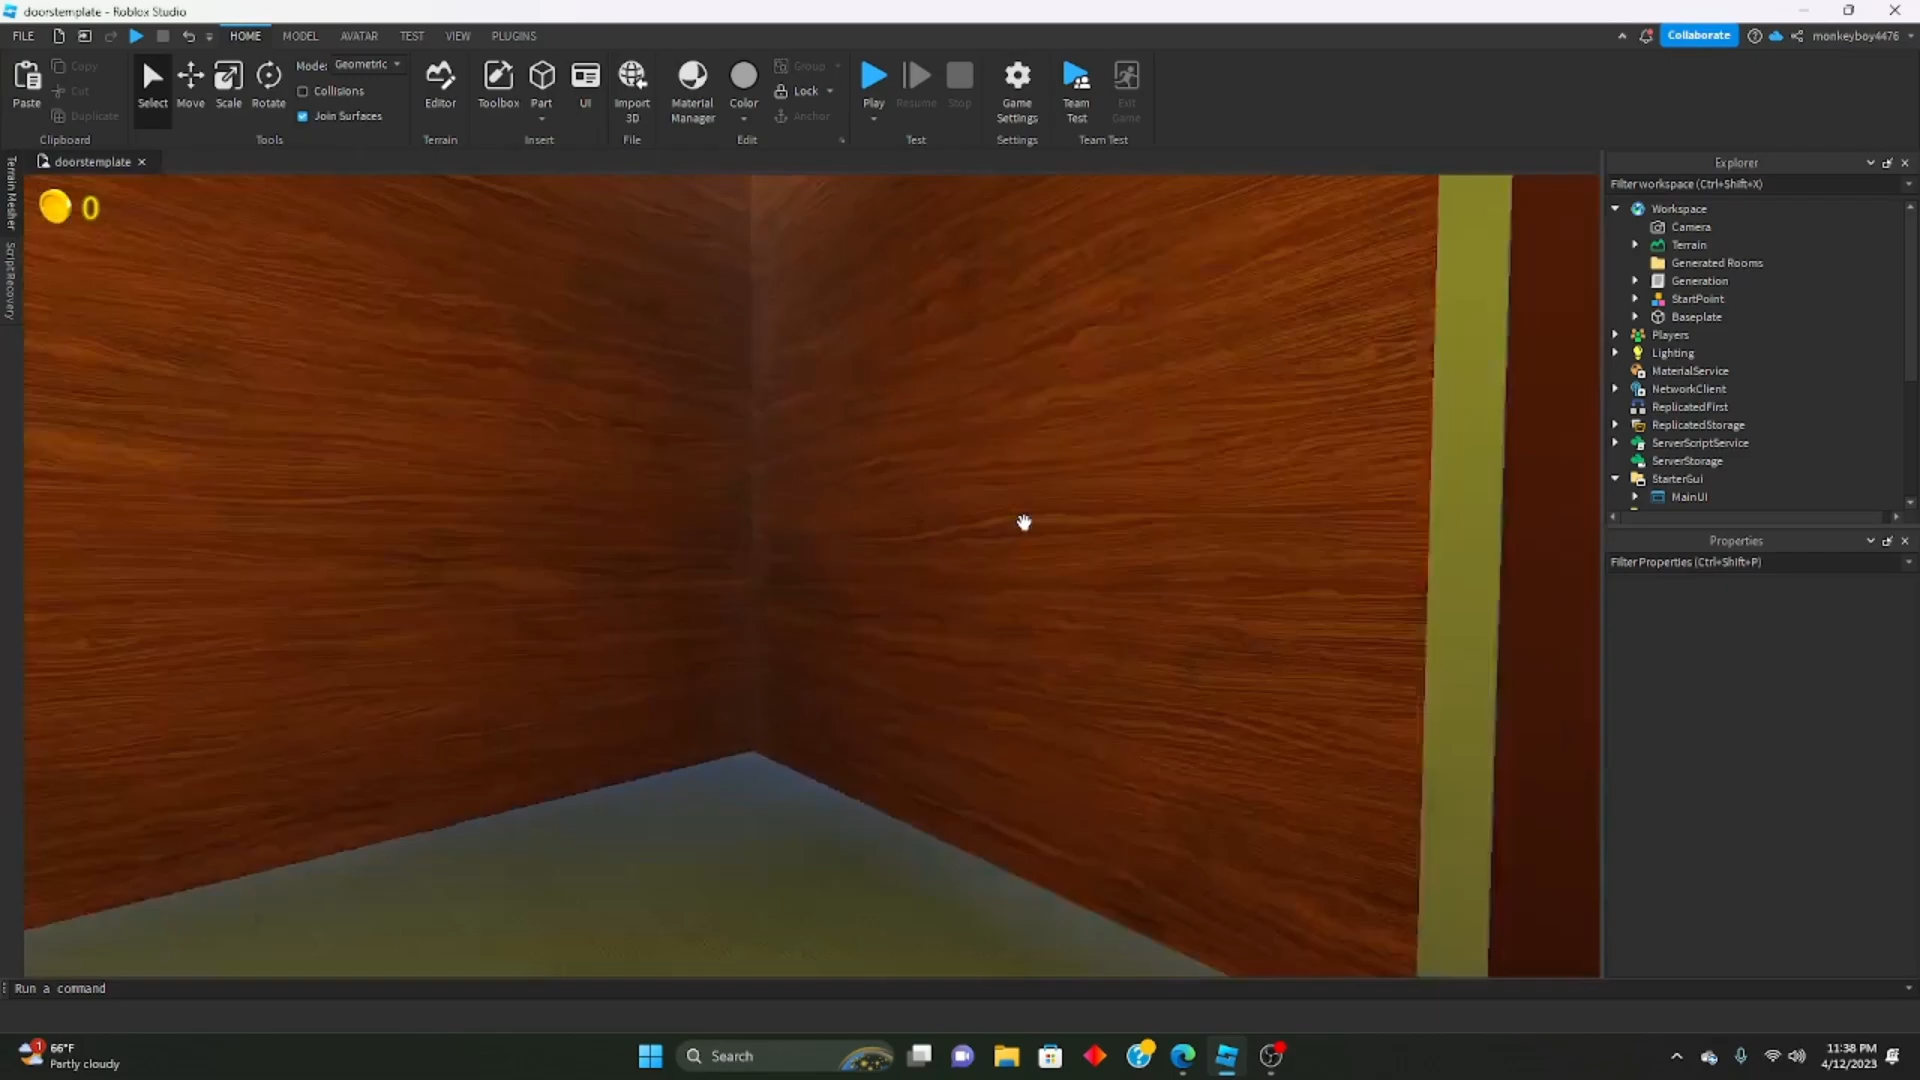 doorstemplate - Roblox Studio
FILE HOME MODEL AVATAR TEST VIEW PLUGINS Collaborate monkeyboy4476
Paste Copy Cut Duplicate Clipboard
Select Move Scale Rotate Mode: Geometric Collisions Join Surfaces Tools
Editor Terrain
Toolbox Part UI Insert
Import 3D File
Material Manager Color Group Lock Anchor Edit
Play Resume Stop Test
Game Settings Settings
Team Test Exit Game Team Test
doorstemplate
Terrain Mesher
Script Recovery
0
Explorer
Filter workspace (Ctrl+Shift+X)
Workspace
Camera
Terrain
Generated Rooms
Generation
StartPoint
Baseplate
Players
Lighting
MaterialService
NetworkClient
ReplicatedFirst
ReplicatedStorage
ServerScriptService
ServerStorage
StarterGui
MainUI
Properties
Filter Properties (Ctrl+Shift+P)
Run a command
1
66°F
Partly cloudy
Search
11:38 PM
4/12/2023